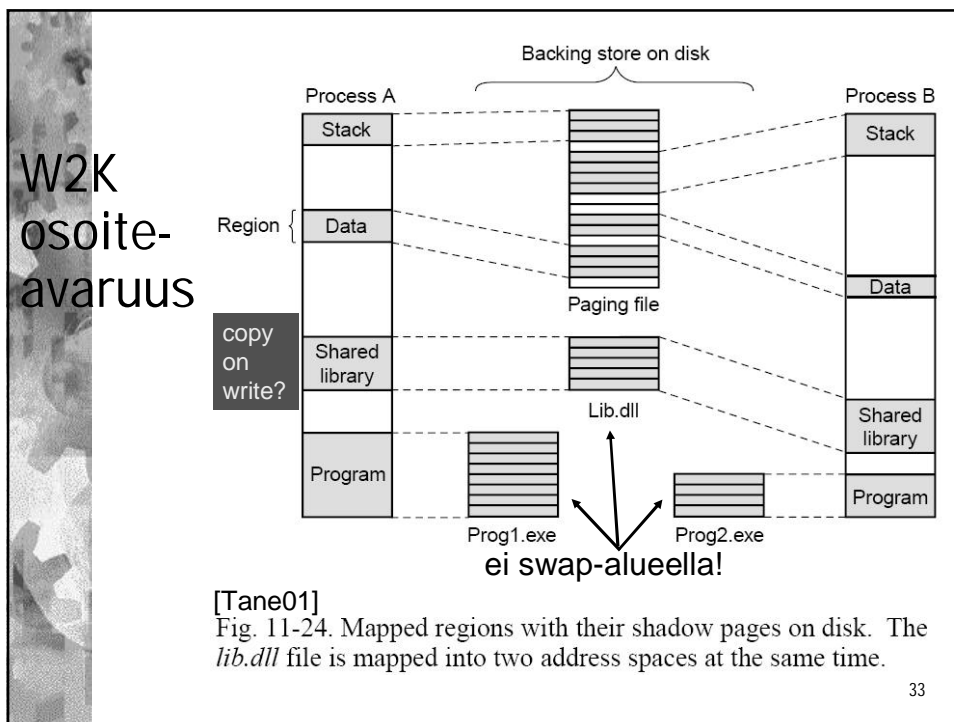 W2K
osoite-
avaruus
Backing store on disk
Process A
Process B
Stack
Stack
Region
Data
Data
Paging file
copy
on
write?
Shared
library
Lib.dll
Shared
library
Program
Program
Prog1.exe
Prog2.exe
ei swap-alueella!
[Tane01]
Fig. 11-24. Mapped regions with their shadow pages on disk. The
lib.dll file is mapped into two address spaces at the same time.
33